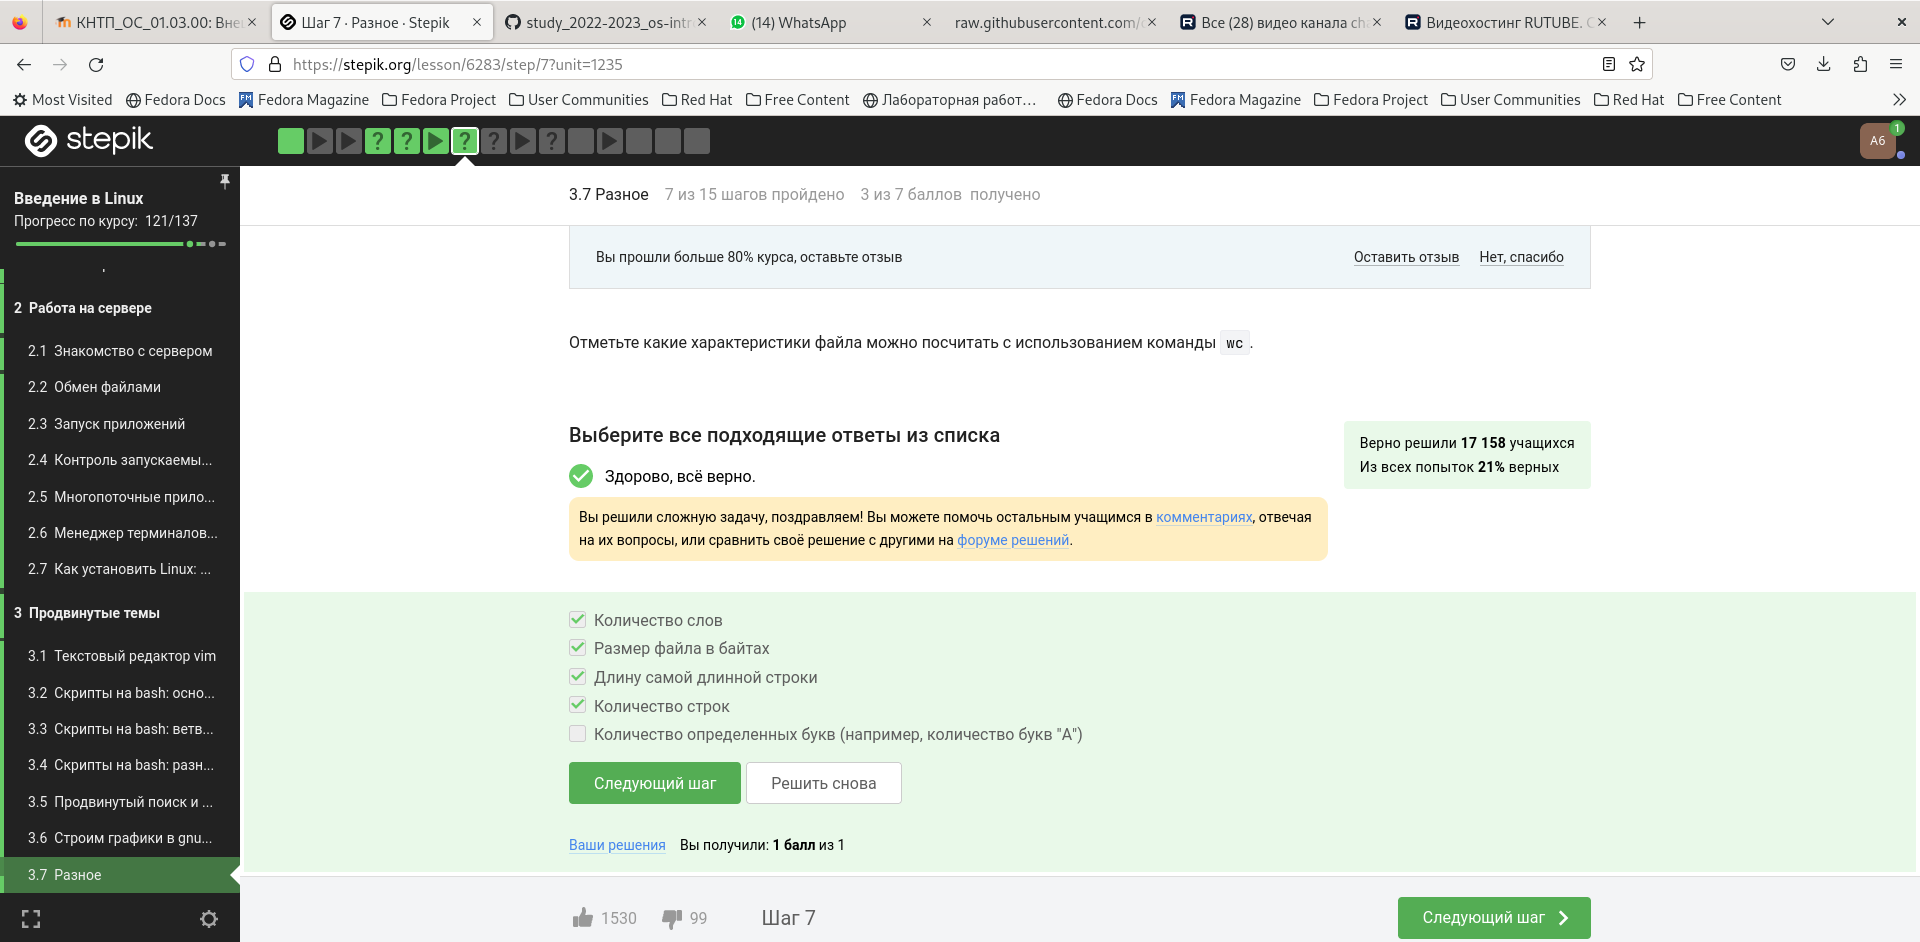 КНТП_ОС_01.03.00: Вне
Шаг 7 · Разное · Stepik
study_2022-2023_os-intr
14
(14) WhatsApp
raw.githubusercontent.com/
Все (28) видео канала
Видеохостинг RUTUBE.
https://stepik.org/lesson/6283/step/7?unit=1235
Most Visited
Fedora Docs
Fedora Magazine
Fedora Project
User Communities
Red Hat
Free Content
Лабораторная работ…
Fedora Docs
Fedora Magazine
Fedora Project
User Communities
Red Hat
Free Content
stepik
? ? ? ? ?
A6
1
Введение в Linux
Прогресс по курсу: 121/137
2 Работа на сервере
2.1 Знакомство с сервером
2.2 Обмен файлами
2.3 Запуск приложений
2.4 Контроль запускаемы...
2.5 Многопоточные прило...
2.6 Менеджер терминалов...
2.7 Как установить Linux: ...
3 Продвинутые темы
3.1 Текстовый редактор vim
3.2 Скрипты на bash: осно...
3.3 Скрипты на bash: ветв...
3.4 Скрипты на bash: разн...
3.5 Продвинутый поиск и ...
3.6 Строим графики в gnu...
3.7 Разное
3.7 Разное 7 из 15 шагов пройдено 3 из 7 баллов получено
Вы прошли больше 80% курса, оставьте отзыв
Оставить отзыв
Нет, спасибо
Отметьте какие характеристики файла можно посчитать с использованием команды wc.
Выберите все подходящие ответы из списка
Здорово, всё верно.
Верно решили 17 158 учащихся
Из всех попыток 21% верных
Вы решили сложную задачу, поздравляем! Вы можете помочь остальным учащимся в комментариях, отвечая
на их вопросы, или сравнить своё решение с другими на форуме решений.
Количество слов
Размер файла в байтах
Длину самой длинной строки
Количество строк
Количество определенных букв (например, количество букв "A")
Следующий шаг
Решить снова
Ваши решения
Вы получили: 1 балл из 1
1530
99
Шаг 7
Следующий шаг